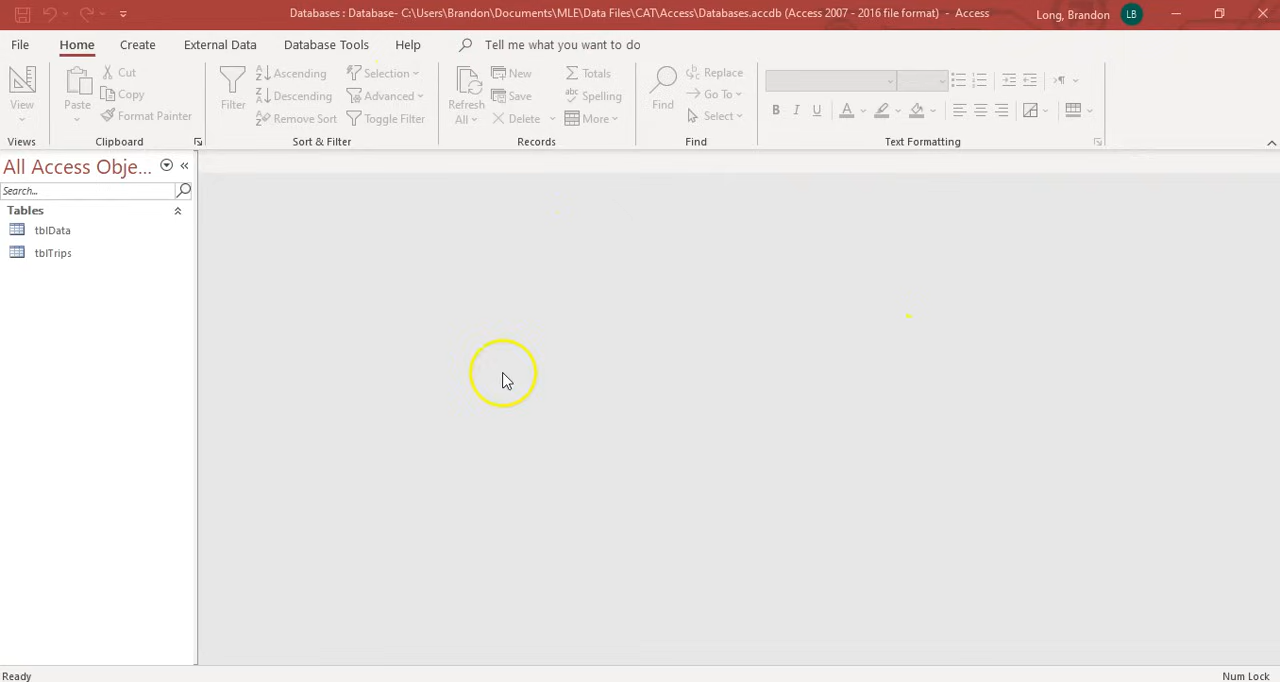 Databases : Database- C:\Users\Brandon\Documents\MLE\Data Files\CAT\Access\Databases.accdb (Access 2007 - 2016 file format) - Access
Long, Brandon
LB
File Home Create External Data Database Tools Help Tell me what you want to do
View
Paste
Cut
Copy
Format Painter
Filter
Ascending
Descending
Remove Sort
Selection
Advanced
Toggle Filter
Refresh
All
New
Save
Delete
Totals
Spelling
More
Find
Replace
Go To
Select
B I U A
Views Clipboard Sort & Filter Records Find Text Formatting
All Access Obje...
Search...
Tables
tblData
tblTrips
Ready
Num Lock